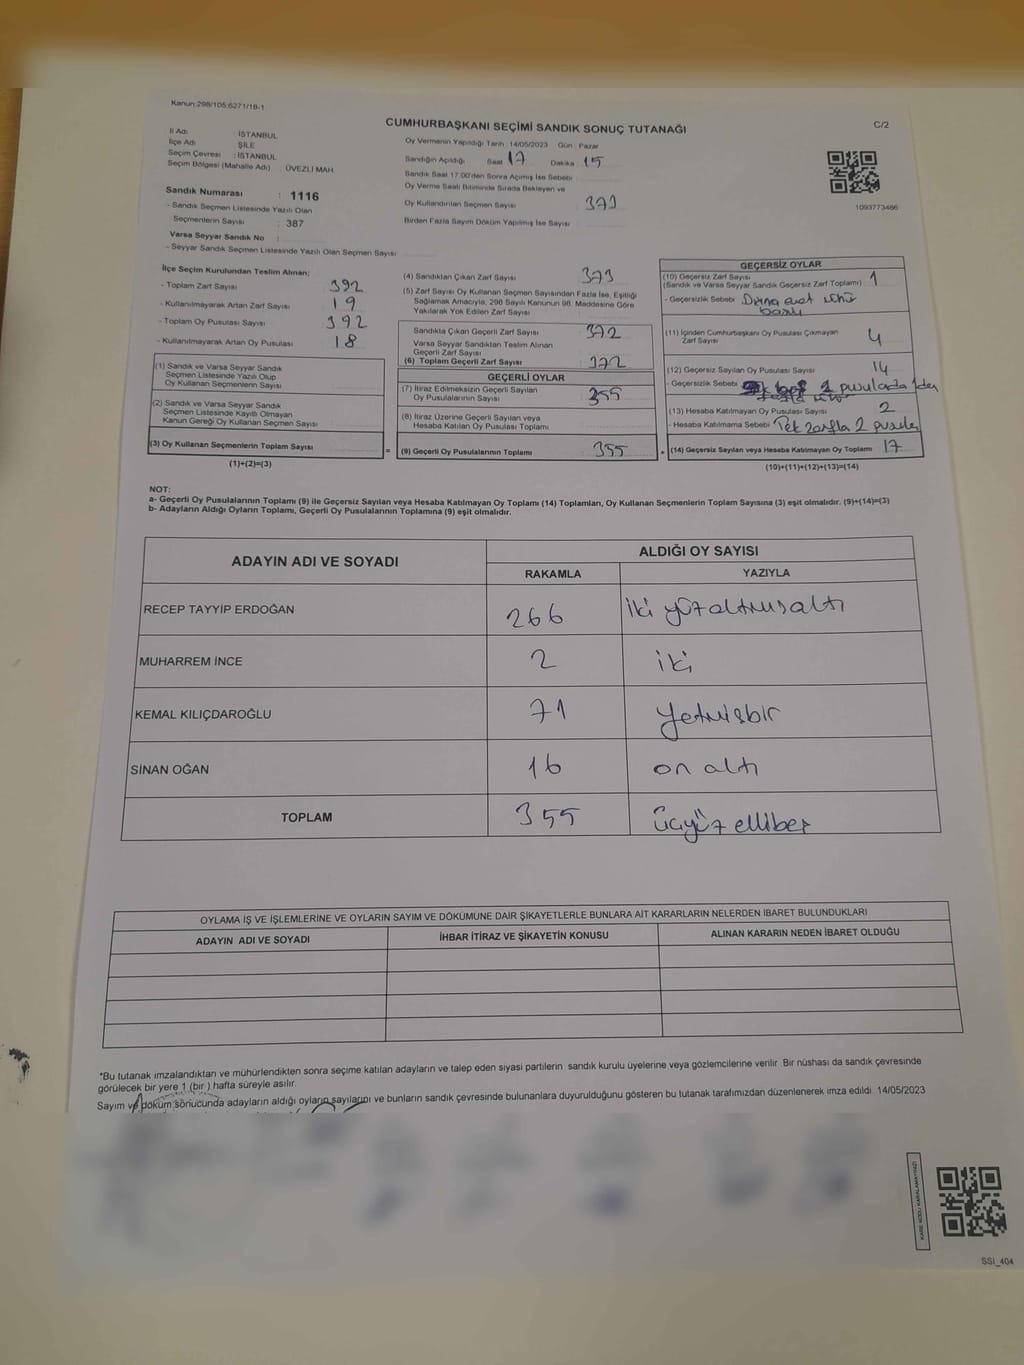 Kanun:298/105;6271/18-1
CUMHURBAŞKANI SEÇİMİ SANDIK SONUÇ TUTANAĞI
C/2
İl Adı : İSTANBUL
İlçe Adı : ŞİLE
Seçim Çevresi : İSTANBUL
Seçim Bölgesi (Mahalle Adı) ÜVEZLİ MAH.
Sandık Numarası : 1116
- Sandık Seçmen Listesinde Yazılı Olan
Seçmenlerin Sayısı : 387
Varsa Seyyar Sandık No :
- Seyyar Sandık Seçmen Listesinde Yazılı Olan Seçmen Sayısı
Oy Vermenin Yapıldığı Tarih :14/05/2023 Gün : Pazar
Sandığın Açıldığı Saat 17 Dakika 15
Sandık Saat 17:00'den Sonra Açımış İse Sebebi
Oy Verme Saati Bitiminde Sırada Bekleyen ve
Oy Kullandırılan Seçmen Sayısı 373
Birden Fazla Sayım Döküm Yapılmış İse Sayısı
1093773486
İlçe Seçim Kurulundan Teslim Alınan;
- Toplam Zarf Sayısı 392
- Kullanılmayarak Artan Zarf Sayısı 19
- Toplam Oy Pusulası Sayısı 392
- Kullanılmayarak Artan Oy Pusulası 18
(1) Sandık ve Varsa Seyyar Sandık
Seçmen Listesinde Yazılı Olup
Oy Kullanan Seçmenlerin Sayısı
(2) Sandık ve Varsa Seyyar Sandık
Seçmen Listesinde Kayıtlı Olmayan
Kanun Gereği Oy Kullanan Seçmen Sayısı
(3) Oy Kullanan Seçmenlerin Toplam Sayısı
(1)+(2)=(3)
(4) Sandıktan Çıkan Zarf Sayısı 373
(5) Zarf Sayısı Oy Kullanan Seçmen Sayısından Fazla İse, Eşitliği
Sağlamak Amacıyla, 298 Sayılı Kanunun 98. Maddesine Göre
Yakılarak Yok Edilen Zarf Sayısı
Sandıkta Çıkan Geçerli Zarf Sayısı 372
Varsa Seyyar Sandıktan Teslim Alınan
Geçerli Zarf Sayısı
(6) Toplam Geçerli Zarf Sayısı 372
GEÇERLİ OYLAR
(7) İtiraz Edilmeksizin Geçerli Sayılan
Oy Pusulalarının Sayısı 355
(8) İtiraz Üzerine Geçerli Sayılan veya
Hesaba Katılan Oy Pusulası Toplamı
= (9) Geçerli Oy Pusulalarının Toplamı 355 +
GEÇERSİZ OYLAR
(10) Geçersiz Zarf Sayısı 1
(Sandık ve Varsa Seyyar Sandık Geçersiz Zarf Toplamı)
- Geçersizlik Sebebi
(11) İçinden Cumhurbaşkanı Oy Pusulası Çıkmayan
Zarf Sayısı 4
(12) Geçersiz Sayılan Oy Pusulası Sayısı 14
- Geçersizlik Sebebi 1 pusulada 1den
(13) Hesaba Katılmayan Oy Pusulası Sayısı 2
- Hesaba Katılmama Sebebi Tek zarfla 2 pusula
(14) Geçersiz Sayılan veya Hesaba Katılmayan Oy Toplamı 17
(10)+(11)+(12)+(13)=(14)
NOT:
a- Geçerli Oy Pusulalarının Toplamı (9) ile Geçersiz Sayılan veya Hesaba Katılmayan Oy Toplamı (14) Toplamları, Oy Kullanan Seçmenlerin Toplam Sayısına (3) eşit olmalıdır. (9)+(14)=(3)
b- Adayların Aldığı Oyların Toplamı, Geçerli Oy Pusulalarının Toplamına (9) eşit olmalıdır.
ADAYIN ADI VE SOYADI ALDIĞI OY SAYISI
RAKAMLA YAZIYLA
RECEP TAYYİP ERDOĞAN 266 iki yüzaltmışaltı
MUHARREM İNCE 2 iki
KEMAL KILIÇDAROĞLU 71 Yetmişbir
SİNAN OĞAN 16 on altı
TOPLAM 355 üçyüz ellibeş
OYLAMA İŞ VE İŞLEMLERİNE VE OYLARIN SAYIM VE DÖKÜMÜNE DAİR ŞİKAYETLERLE BUNLARA AİT KARARLARIN NELERDEN İBARET BULUNDUKLARI
ADAYIN ADI VE SOYADI İHBAR İTİRAZ VE ŞİKAYETİN KONUSU ALINAN KARARIN NEDEN İBARET OLDUĞU
*Bu tutanak imzalandıktan ve mühürlendikten sonra seçime katılan adayların ve talep eden siyasi partilerin sandık kurulu üyelerine veya gözlemcilerine verilir. Bir nüshası da sandık çevresinde
görülecek bir yere 1 (bir ) hafta süreyle asılır.
Sayım ve döküm sonucunda adayların aldığı oyların sayılarını ve bunların sandık çevresinde bulunanlara duyurulduğunu gösteren bu tutanak tarafımızdan düzenlenerek imza edildi. 14/05/2023
KARE KODU KARALAMAYINIZ!
SSİ_404